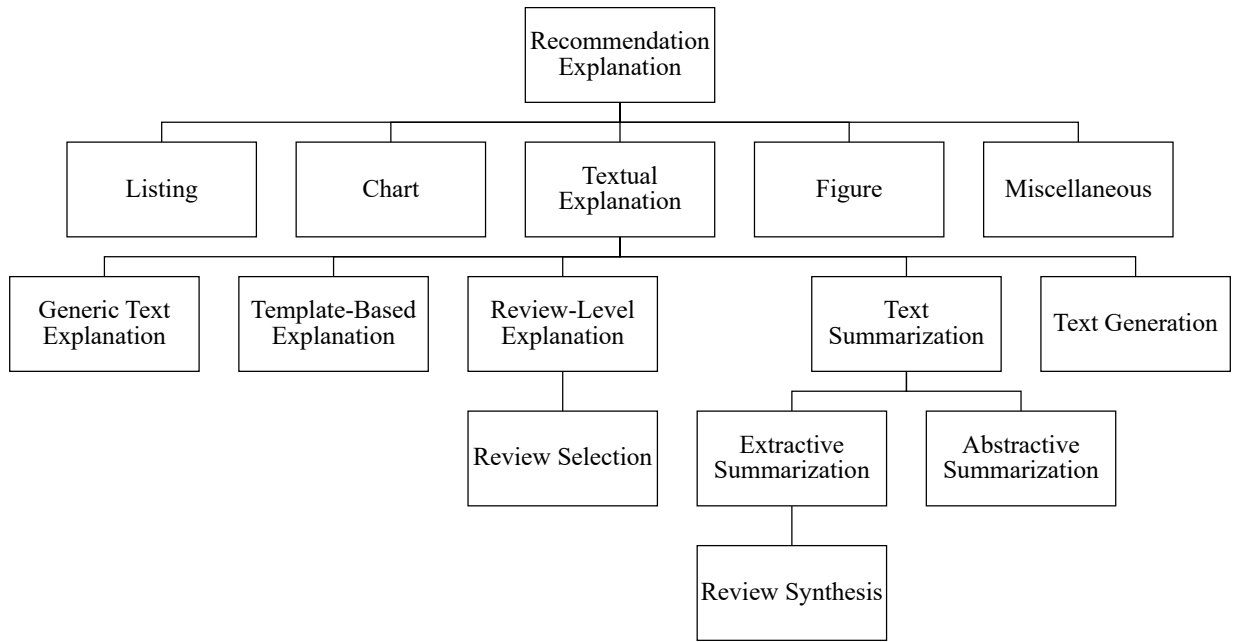 Recommendation
Explanation
Listing
Chart
Textual
Explanation
Figure
Miscellaneous
Generic Text
Explanation
Template-Based
Explanation
Review-Level
Explanation
Text
Summarization
Text Generation
Review Selection
Extractive
Summarization
Abstractive
Summarization
Review Synthesis